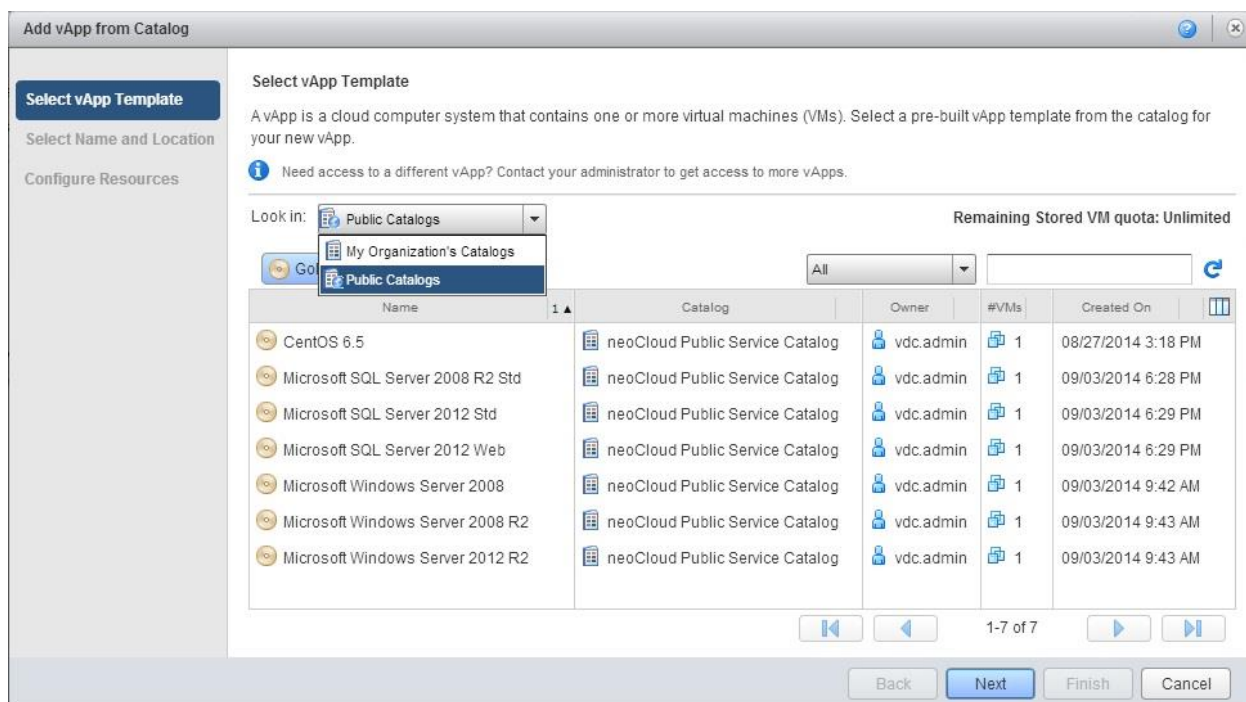 Add vApp from Catalog
Select vApp Template
Select Name and Location
Configure Resources
Select vApp Template
A vApp is a cloud computer system that contains one or more virtual machines (VMs). Select a pre-built vApp template from the catalog for
your new vApp.
Need access to a different vApp? Contact your administrator to get access to more vApps.
Look in: Public Catalogs
Remaining Stored VM quota: Unlimited
My Organization's Catalogs
Public Catalogs
All
Name 1 Catalog Owner #VMs Created On
CentOS 6.5 neoCloud Public Service Catalog vdc.admin 1 08/27/2014 3:18 PM
Microsoft SQL Server 2008 R2 Std neoCloud Public Service Catalog vdc.admin 1 09/03/2014 6:28 PM
Microsoft SQL Server 2012 Std neoCloud Public Service Catalog vdc.admin 1 09/03/2014 6:29 PM
Microsoft SQL Server 2012 Web neoCloud Public Service Catalog vdc.admin 1 09/03/2014 6:29 PM
Microsoft Windows Server 2008 neoCloud Public Service Catalog vdc.admin 1 09/03/2014 9:42 AM
Microsoft Windows Server 2008 R2 neoCloud Public Service Catalog vdc.admin 1 09/03/2014 9:43 AM
Microsoft Windows Server 2012 R2 neoCloud Public Service Catalog vdc.admin 1 09/03/2014 9:43 AM
1-7 of 7
Back Next Finish Cancel